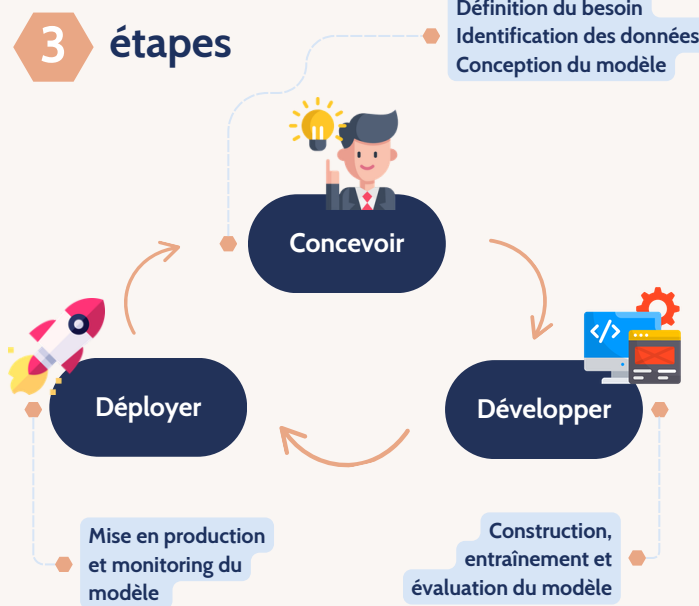 3 étapes
Définition du besoin
Identification des données
Conception du modèle
Concevoir
</>
Développer
Déployer
Construction,
entraînement et
évaluation du modèle
Mise en production
et monitoring du
modèle